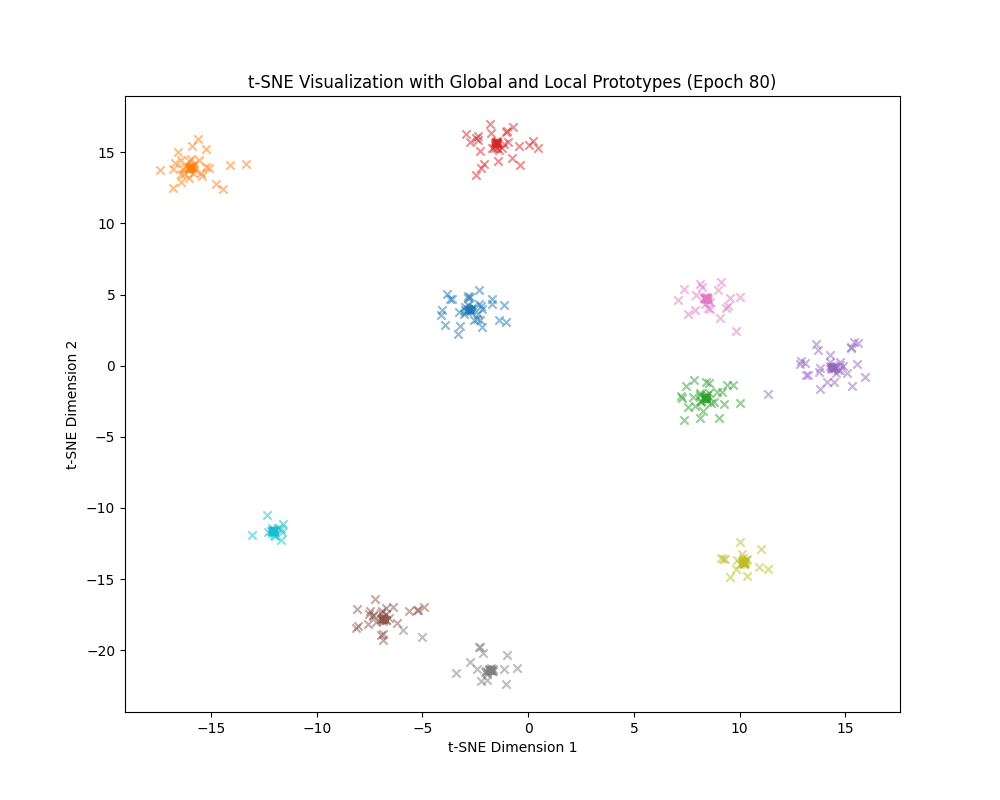 t-SNE Visualization with Global and Local Prototypes (Epoch 80)
15
10
5
0
−5
−10
−15
−20
t-SNE Dimension 2
−15 −10 −5 0 5 10 15
t-SNE Dimension 1